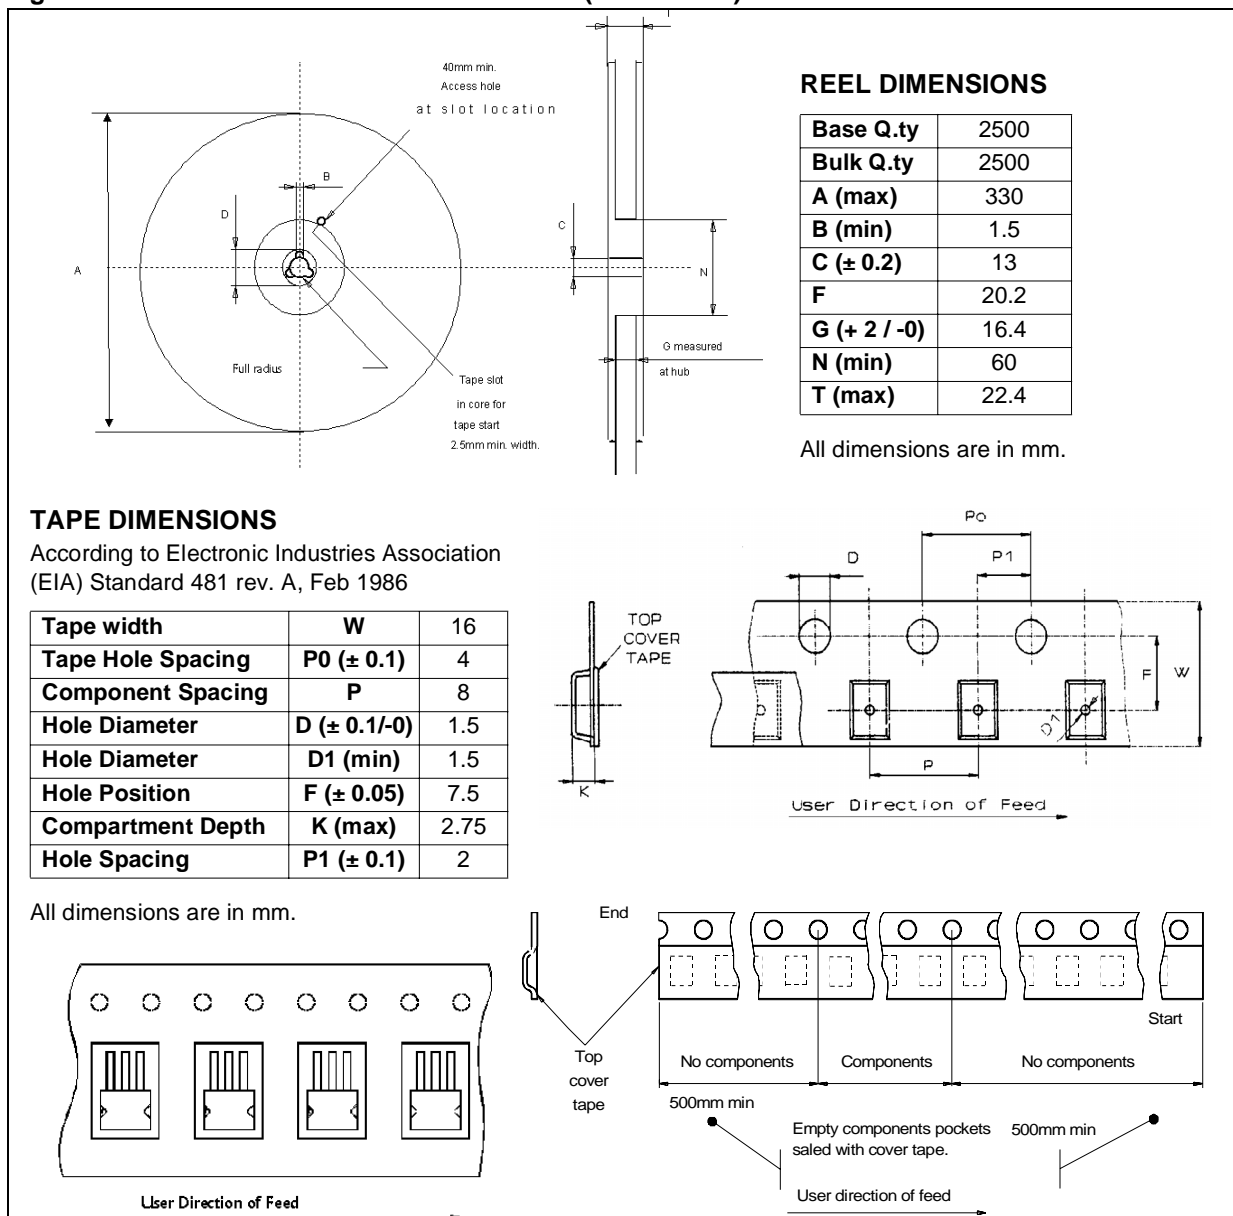 40mm min.
Access hole
at slot location
B
D
A
C
N
Full radius
Tape slot
in core for
tape start
2.5mm min. width.
G measured
at hub
REEL DIMENSIONS
Base Q.ty 2500
Bulk Q.ty 2500
A (max) 330
B (min) 1.5
C (± 0.2) 13
F 20.2
G (+ 2 / -0) 16.4
N (min) 60
T (max) 22.4
All dimensions are in mm.
TAPE DIMENSIONS
According to Electronic Industries Association
(EIA) Standard 481 rev. A, Feb 1986
Tape width W 16
Tape Hole Spacing P0 (± 0.1) 4
Component Spacing P 8
Hole Diameter D (± 0.1/-0) 1.5
Hole Diameter D1 (min) 1.5
Hole Position F (± 0.05) 7.5
Compartment Depth K (max) 2.75
Hole Spacing P1 (± 0.1) 2
All dimensions are in mm.
Po
D
P1
TOP
COVER
TAPE
F
W
D1
P
K
User Direction of Feed
End
Start
Top
cover
tape
No components
Components
No components
500mm min
Empty components pockets
saled with cover tape.
500mm min
User direction of feed
User Direction of Feed